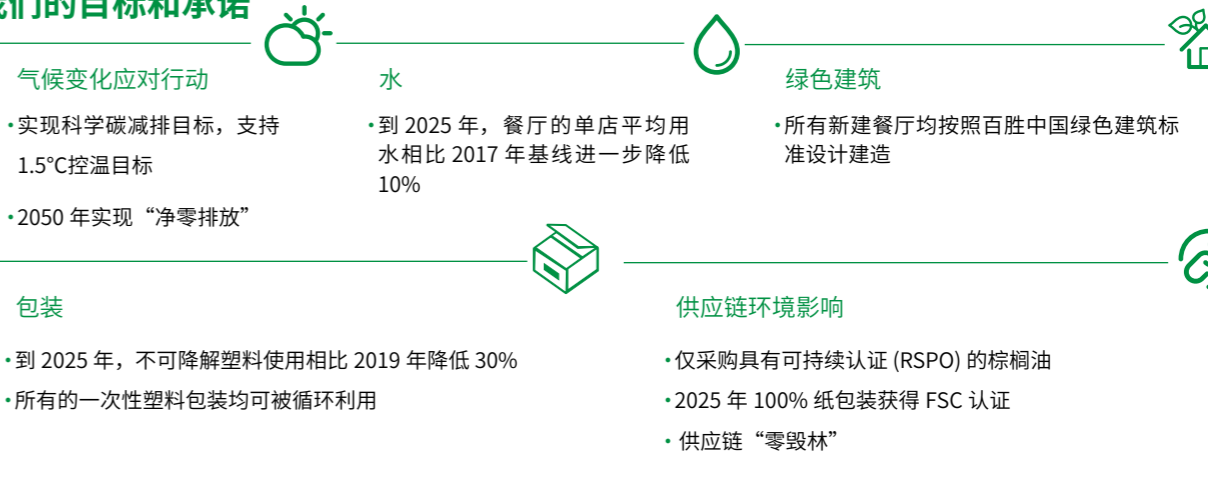 我们的目标和承诺
气候变化应对行动
•实现科学碳减排目标，支持
1.5℃控温目标
•2050 年实现“净零排放”
水
•到 2025 年，餐厅的单店平均用
水相比 2017 年基线进一步降低
10%
绿色建筑
•所有新建餐厅均按照百胜中国绿色建筑标
准设计建造
包装
•到 2025 年，不可降解塑料使用相比 2019 年降低 30%
•所有的一次性塑料包装均可被循环利用
供应链环境影响
•仅采购具有可持续认证 (RSPO) 的棕榈油
•2025 年 100% 纸包装获得 FSC 认证
• 供应链“零毁林”